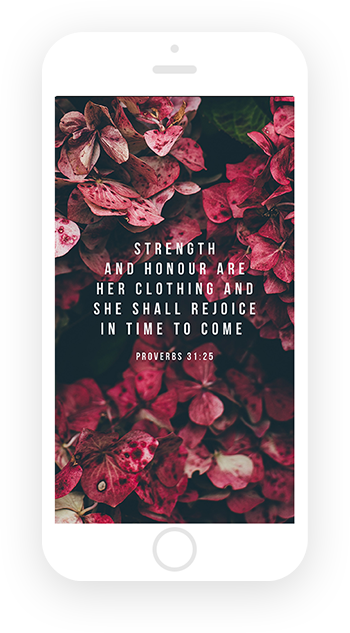 STRENGTH
AND HONOUR ARE
HER CLOTHING AND
SHE SHALL REJOICE
IN TIME TO COME
PROVERBS 31:25